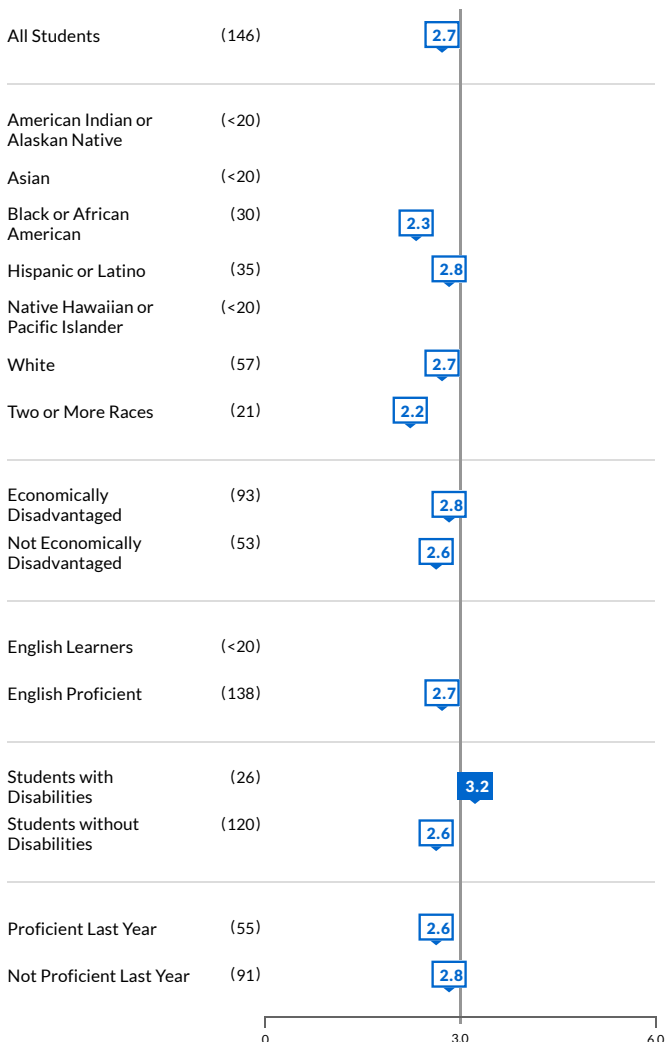 All Students (146) 2.7
American Indian or (<20)
Alaskan Native
Asian (<20)
Black or African (30) 2.3
American
Hispanic or Latino (35) 2.8
Native Hawaiian or (<20)
Pacific Islander
White (57) 2.7
Two or More Races (21) 2.2
Economically (93) 2.8
Disadvantaged
Not Economically (53) 2.6
Disadvantaged
English Learners (<20)
English Proficient (138) 2.7
Students with (26) 3.2
Disabilities
Students without (120) 2.6
Disabilities
Proficient Last Year (55) 2.6
Not Proficient Last Year (91) 2.8
0 3.0 6.0